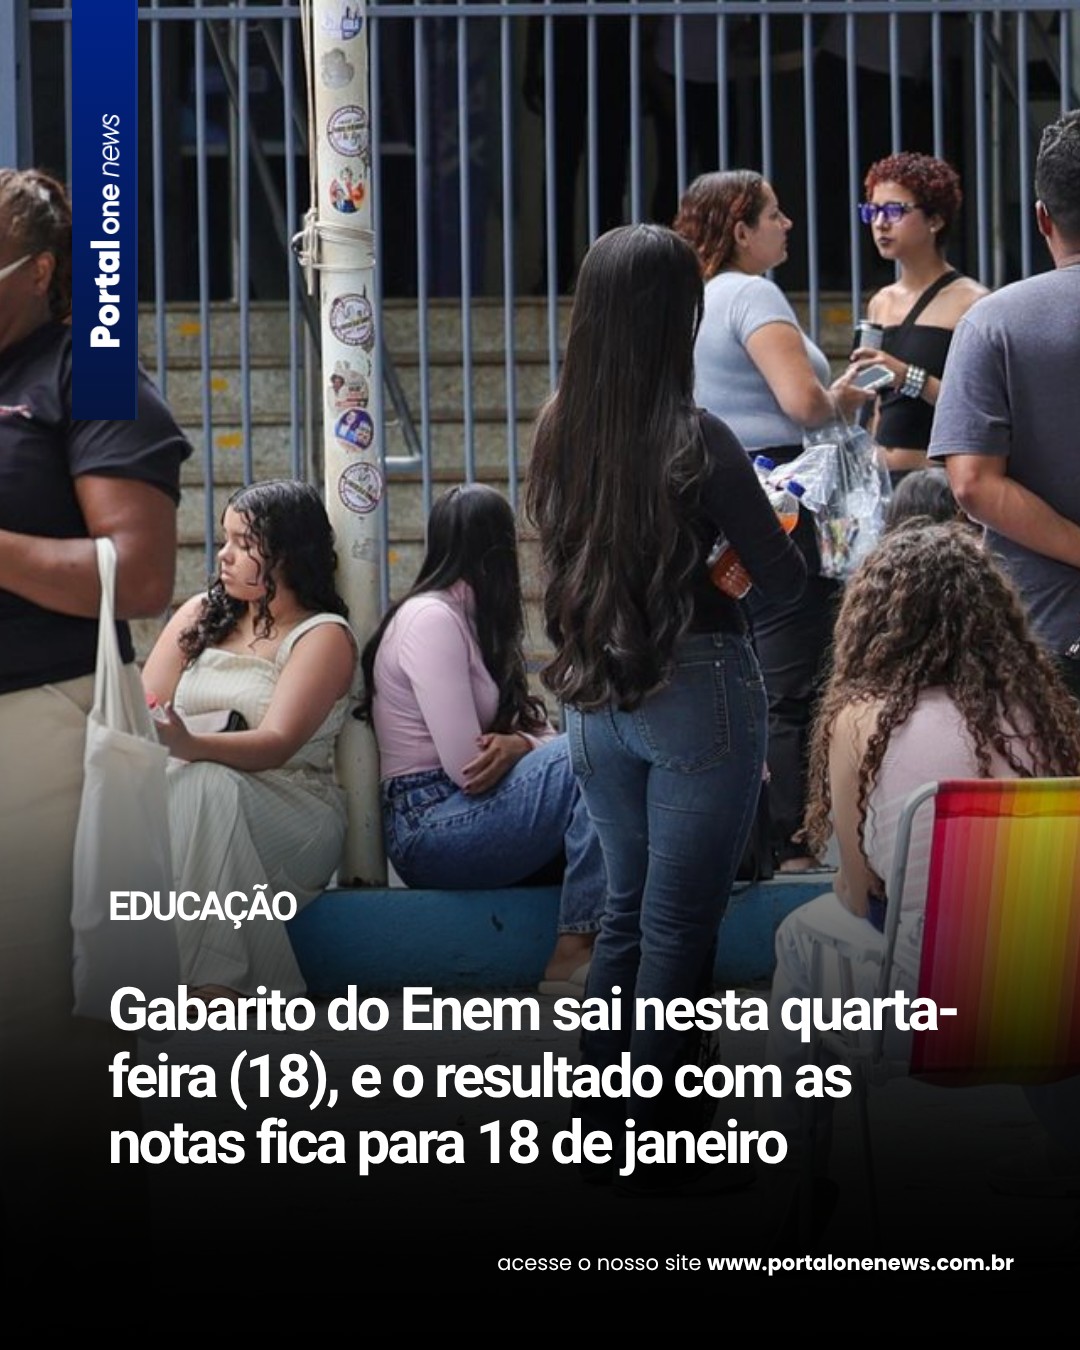 Portal one news
EDUCAÇÃO
Gabarito do Enem sai nesta quarta-
feira (18), e o resultado com as
notas fica para 18 de janeiro
acesse o nosso site www.portalonenews.com.br